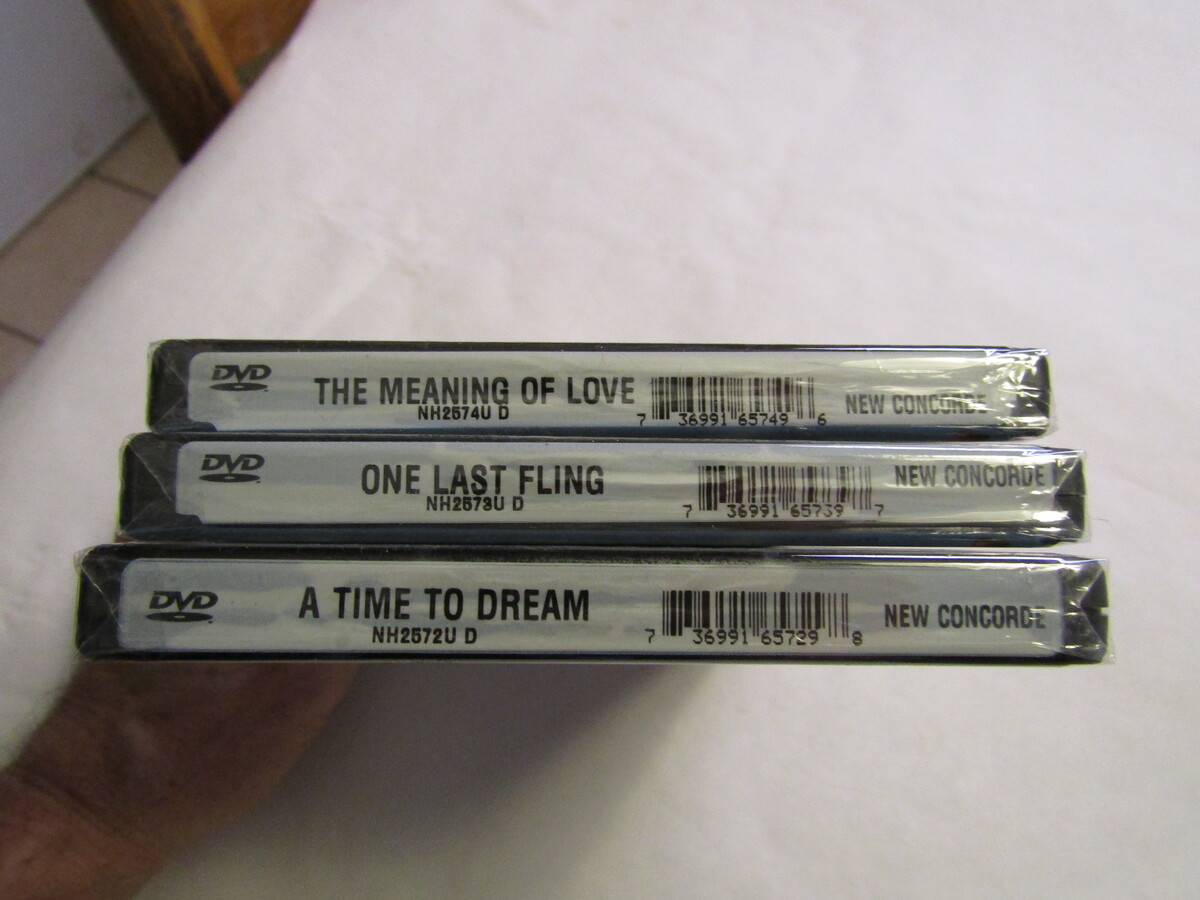 DVD
THE MEANING OF LOVE
NH2574U D
7 36991 65749 6
NEW CONCORDE
DVD
ONE LAST FLING
NH2573U D
7 36991 65739 7
NEW CONCORDE
DVD
A TIME TO DREAM
NH2572U D
7 36991 65729 8
NEW CONCORDE